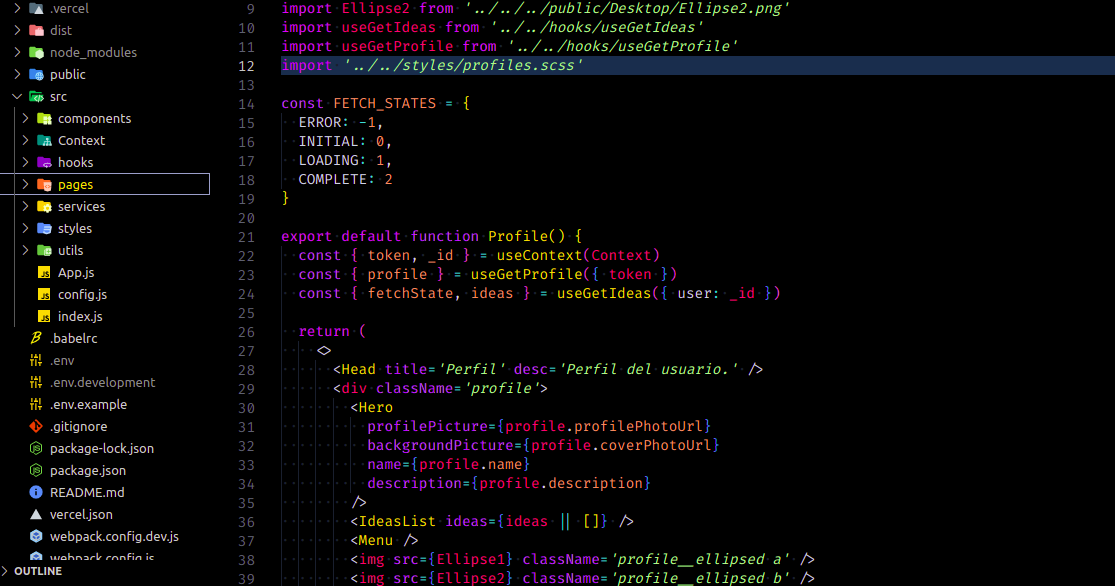 .vercel
dist
node_modules
public
src
components
Context
hooks
pages
services
styles
utils
App.js
config.js
index.js
.babelrc
.env
.env.development
.env.example
.gitignore
package-lock.json
package.json
README.md
vercel.json
webpack.config.dev.js
webpack.config.js
OUTLINE
9 import Ellipse2 from '../../../public/Desktop/Ellipse2.png'
10 import useGetIdeas from '../../hooks/useGetIdeas'
11 import useGetProfile from '../../hooks/useGetProfile'
12 import '../../styles/profiles.scss'
13
14 const FETCH_STATES = {
15 ERROR: -1,
16 INITIAL: 0,
17 LOADING: 1,
18 COMPLETE: 2
19 }
20
21 export default function Profile() {
22 const { token, _id } = useContext(Context)
23 const { profile } = useGetProfile({ token })
24 const { fetchState, ideas } = useGetIdeas({ user: _id })
25
26 return (
27 <>
28 <Head title='Perfil' desc='Perfil del usuario.' />
29 <div className='profile'>
30 <Hero
31 profilePicture={profile.profilePhotoUrl}
32 backgroundPicture={profile.coverPhotoUrl}
33 name={profile.name}
34 description={profile.description}
35 />
36 <IdeasList ideas={ideas || []} />
37 <Menu />
38 <img src={Ellipse1} className='profile__ellipsed a' />
39 <img src={Ellipse2} className='profile__ellipsed b' />